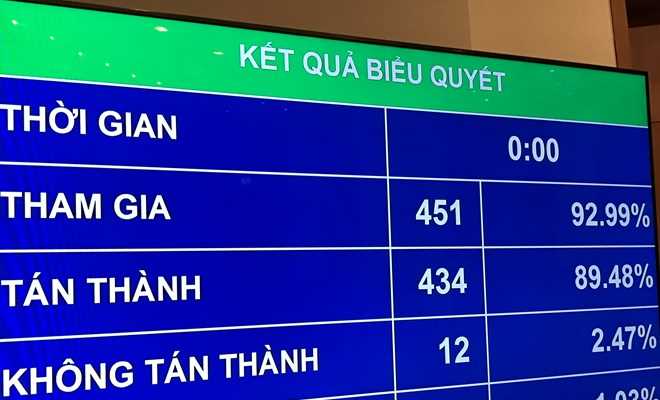 KẾT QUẢ BIỂU QUYẾT
THỜI GIAN 0:00
THAM GIA 451 92.99%
TÁN THÀNH 434 89.48%
KHÔNG TÁN THÀNH 12 2.47%